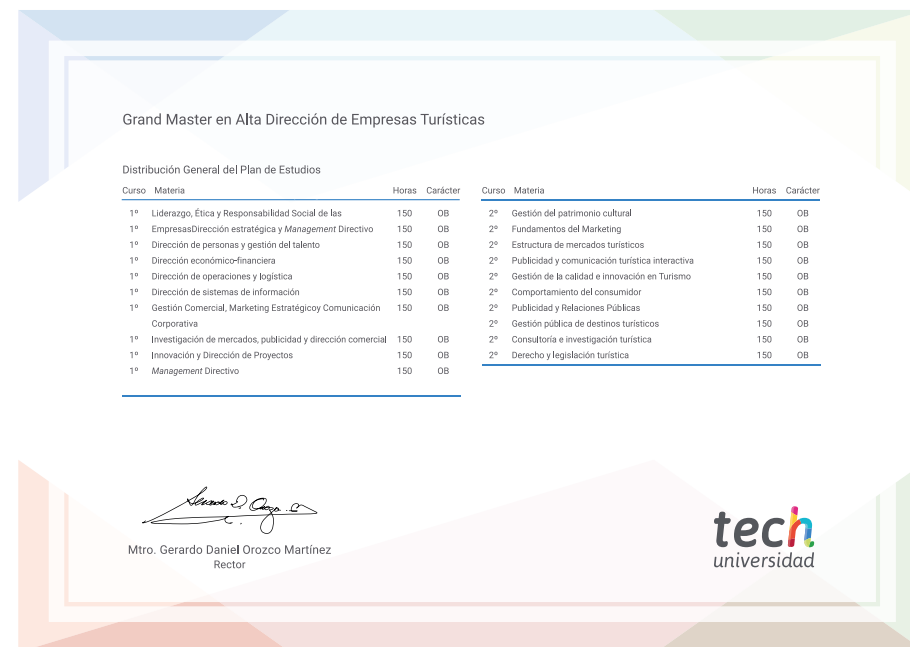 Grand Master en Alta Dirección de Empresas Turísticas
Distribución General del Plan de Estudios
Curso Materia Horas Carácter
1º Liderazgo, Ética y Responsabilidad Social de las 150 OB
1º EmpresasDirección estratégica y Management Directivo 150 OB
1º Dirección de personas y gestión del talento 150 OB
1º Dirección económico-financiera 150 OB
1º Dirección de operaciones y logística 150 OB
1º Dirección de sistemas de información 150 OB
1º Gestión Comercial, Marketing Estratégicoy Comunicación 150 OB
Corporativa
1º Investigación de mercados, publicidad y dirección comercial 150 OB
1º Innovación y Dirección de Proyectos 150 OB
1º Management Directivo 150 OB
Curso Materia Horas Carácter
2º Gestión del patrimonio cultural 150 OB
2º Fundamentos del Marketing 150 OB
2º Estructura de mercados turísticos 150 OB
2º Publicidad y comunicación turística interactiva 150 OB
2º Gestión de la calidad e innovación en Turismo 150 OB
2º Comportamiento del consumidor 150 OB
2º Publicidad y Relaciones Públicas 150 OB
2º Gestión pública de destinos turísticos 150 OB
2º Consultoría e investigación turística 150 OB
2º Derecho y legislación turística 150 OB
Mtro. Gerardo Daniel Orozco Martínez
Rector
tech
universidad